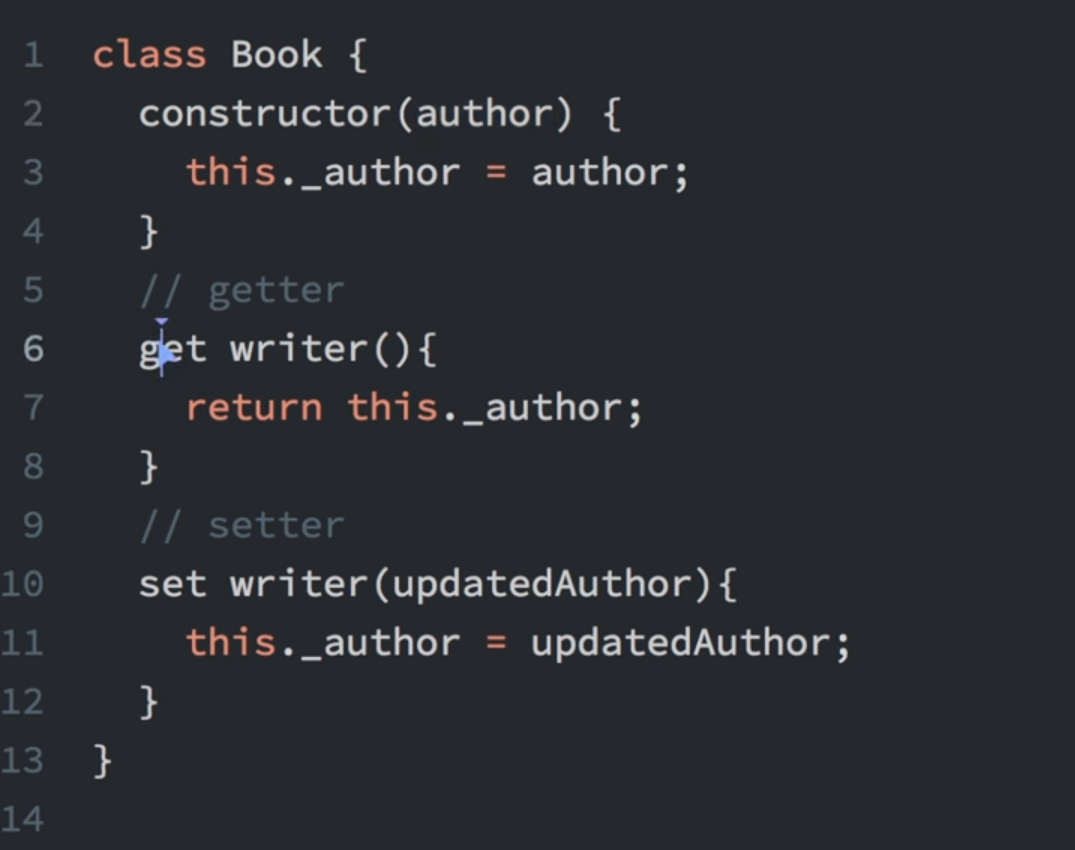 1 class Book {
2 constructor(author) {
3 this._author = author;
4 }
5 // getter
6 get writer(){
7 return this._author;
8 }
9 // setter
10 set writer(updatedAuthor){
11 this._author = updatedAuthor;
12 }
13 }
14